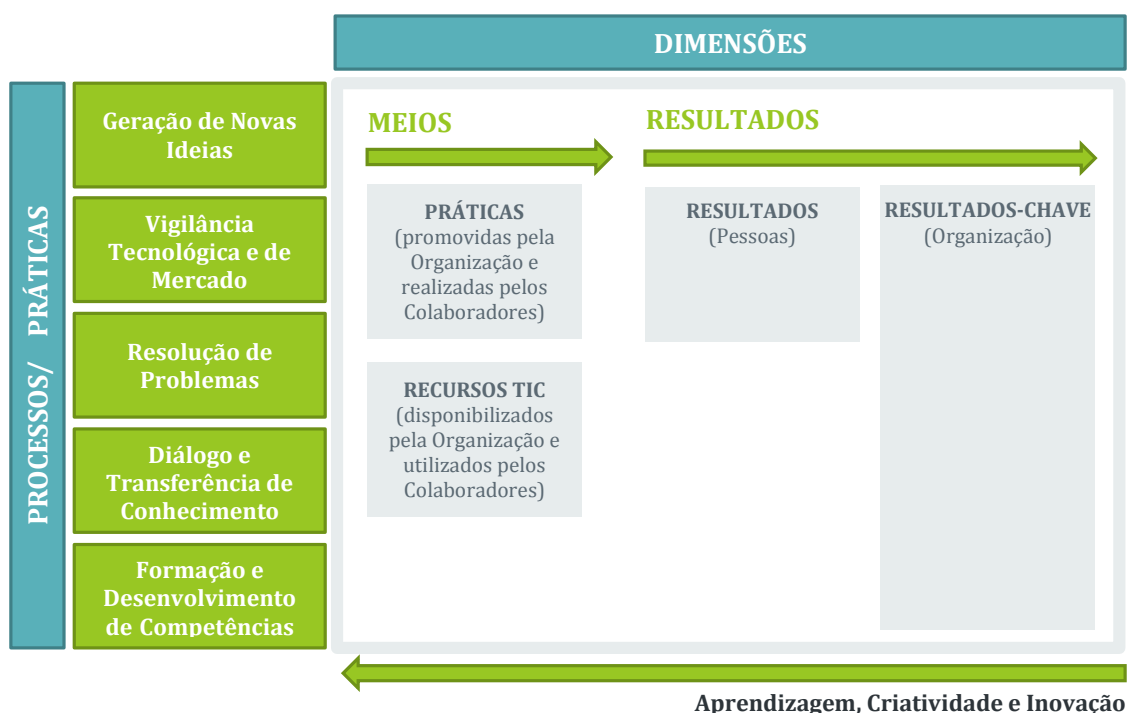 DIMENSÕES
PROCESSOS/ PRÁTICAS
Geração de Novas
Ideias
Vigilância
Tecnológica e de
Mercado
Resolução de
Problemas
Diálogo e
Transferência de
Conhecimento
Formação e
Desenvolvimento
de Competências
MEIOS
PRÁTICAS
(promovidas pela
Organização e
realizadas pelos
Colaboradores)
RECURSOS TIC
(disponibilizados
pela Organização e
utilizados pelos
Colaboradores)
RESULTADOS
RESULTADOS
(Pessoas)
RESULTADOS-CHAVE
(Organização)
Aprendizagem, Criatividade e Inovação